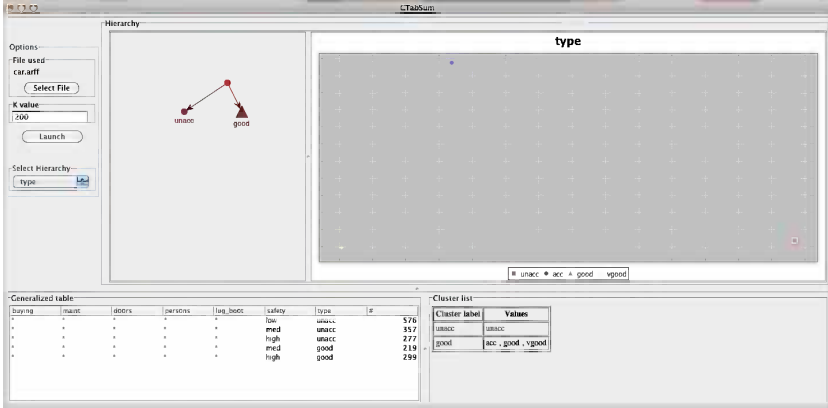 CTabSum
Hierarchy
Options
File used
car.arff
Select File
K value
200
Launch
Select Hierarchy
type
unacc
good
type
unacc acc good vgood
Generalized table
buying maint doors persons lug_boot safety type #
* * * * * low unacc 576
* * * * * med unacc 357
* * * * * high unacc 277
* * * * * med good 219
* * * * * high good 299
Cluster list
Cluster label Values
unacc unacc
good acc , good , vgood